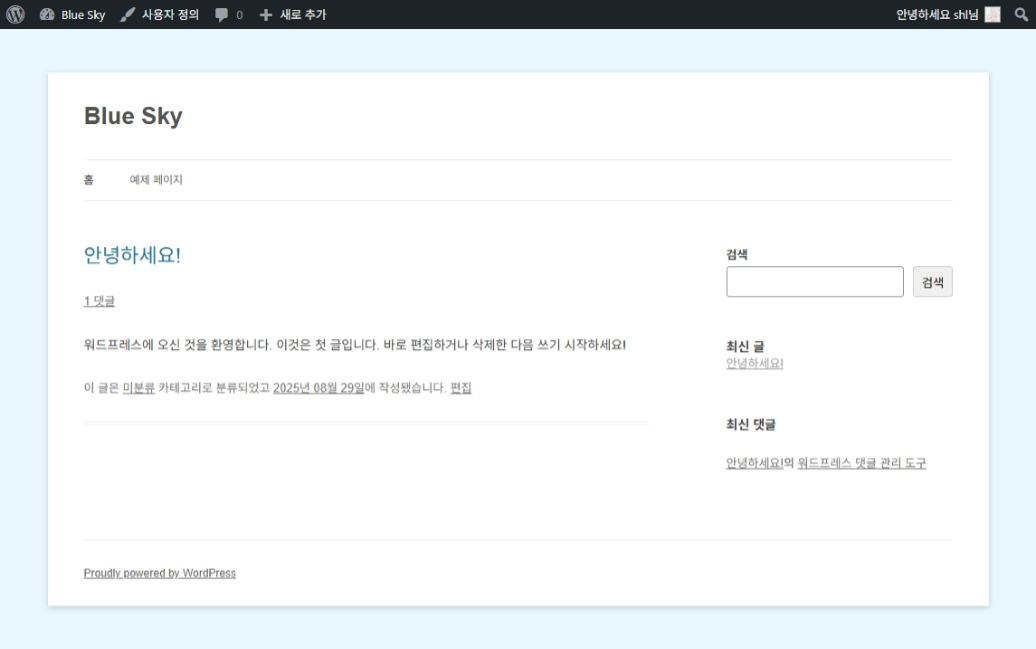 Blue Sky 사용자 정의 0 새로 추가 안녕하세요 shl님
Blue Sky
홈 예제 페이지
안녕하세요!
1 댓글
워드프레스에 오신 것을 환영합니다. 이것은 첫 글입니다. 바로 편집하거나 삭제한 다음 쓰기 시작하세요!
이 글은 미분류 카테고리로 분류되었고 2025년 08월 29일에 작성됐습니다. 편집
검색
검색
최신 글
안녕하세요!
최신 댓글
안녕하세요!의 워드프레스 댓글 관리 도구
Proudly powered by WordPress